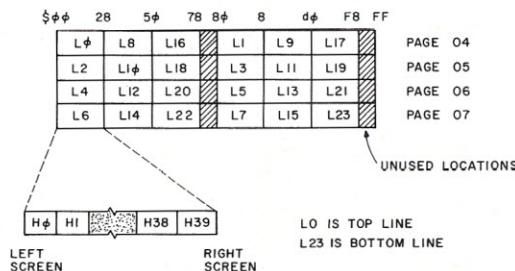 $ϕϕ 28 5ϕ 78 8ϕ 8 dϕ F8 FF
Lϕ L8 L16 L1 L9 L17 PAGE 04
L2 L1ϕ L18 L3 L11 L19 PAGE 05
L4 L12 L20 L5 L13 L21 PAGE 06
L6 L14 L22 L7 L15 L23 PAGE 07
UNUSED LOCATIONS
Hϕ H1 H38 H39
L0 IS TOP LINE
L23 IS BOTTOM LINE
LEFT SCREEN
RIGHT SCREEN